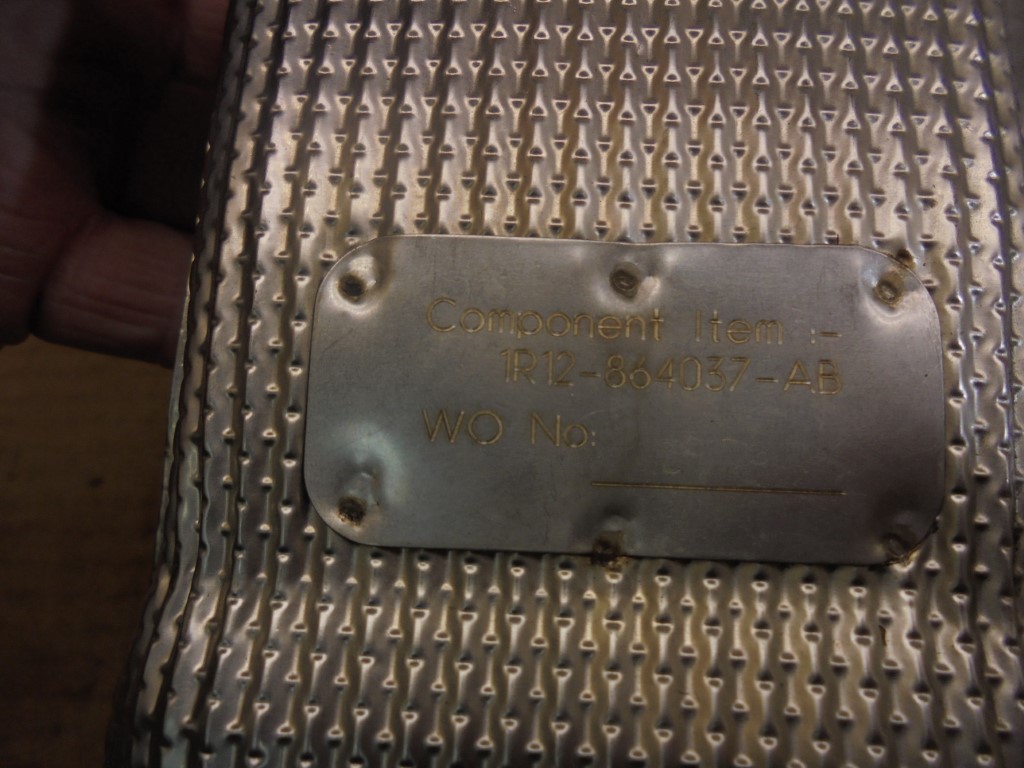 Component Item :-
1R12-864037-AB
WO No: